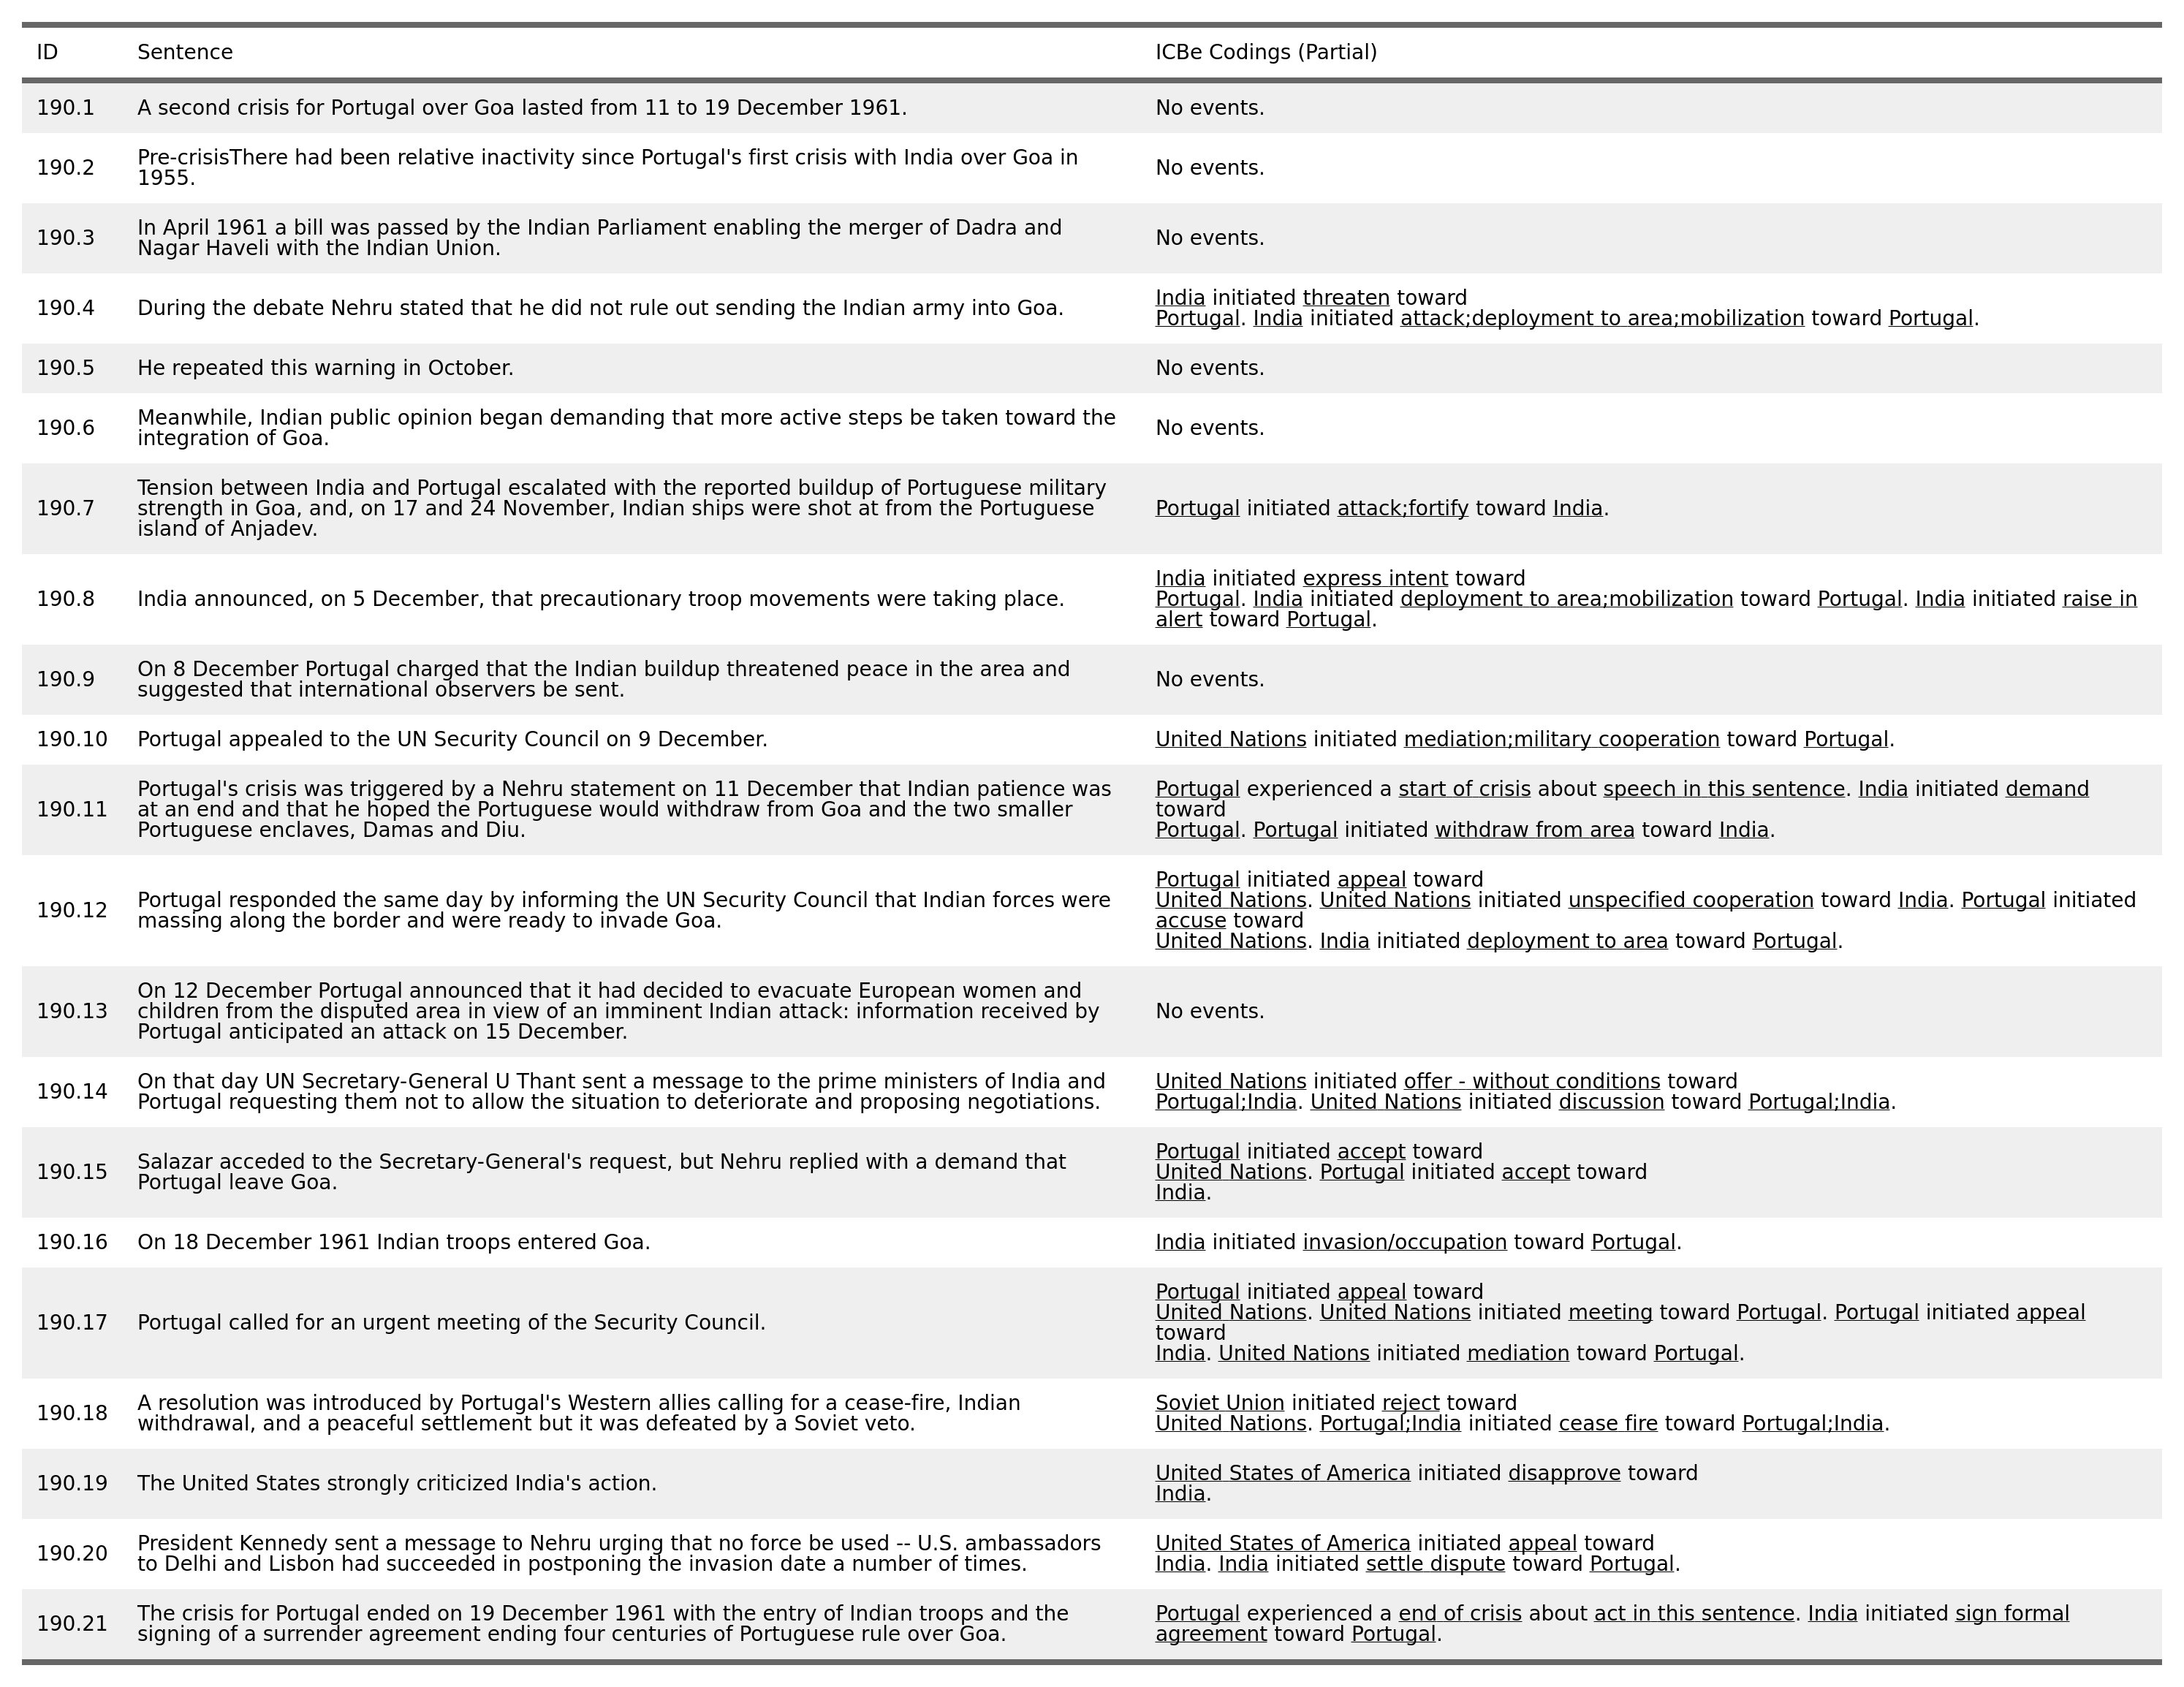 ID Sentence ICBe Codings (Partial)
190.1 A second crisis for Portugal over Goa lasted from 11 to 19 December 1961. No events.
190.2 Pre-crisisThere had been relative inactivity since Portugal's first crisis with India over Goa in
1955. No events.
190.3 In April 1961 a bill was passed by the Indian Parliament enabling the merger of Dadra and
Nagar Haveli with the Indian Union. No events.
190.4 During the debate Nehru stated that he did not rule out sending the Indian army into Goa. India initiated threaten toward
Portugal. India initiated attack;deployment to area;mobilization toward Portugal.
190.5 He repeated this warning in October. No events.
190.6 Meanwhile, Indian public opinion began demanding that more active steps be taken toward the
integration of Goa. No events.
190.7 Tension between India and Portugal escalated with the reported buildup of Portuguese military
strength in Goa, and, on 17 and 24 November, Indian ships were shot at from the Portuguese
island of Anjadev. Portugal initiated attack;fortify toward India.
190.8 India announced, on 5 December, that precautionary troop movements were taking place. India initiated express intent toward
Portugal. India initiated deployment to area;mobilization toward Portugal. India initiated raise in
alert toward Portugal.
190.9 On 8 December Portugal charged that the Indian buildup threatened peace in the area and
suggested that international observers be sent. No events.
190.10 Portugal appealed to the UN Security Council on 9 December. United Nations initiated mediation;military cooperation toward Portugal.
190.11 Portugal's crisis was triggered by a Nehru statement on 11 December that Indian patience was
at an end and that he hoped the Portuguese would withdraw from Goa and the two smaller
Portuguese enclaves, Damas and Diu. Portugal experienced a start of crisis about speech in this sentence. India initiated demand
toward
Portugal. Portugal initiated withdraw from area toward India.
190.12 Portugal responded the same day by informing the UN Security Council that Indian forces were
massing along the border and were ready to invade Goa. Portugal initiated appeal toward
United Nations. United Nations initiated unspecified cooperation toward India. Portugal initiated
accuse toward
United Nations. India initiated deployment to area toward Portugal.
190.13 On 12 December Portugal announced that it had decided to evacuate European women and
children from the disputed area in view of an imminent Indian attack: information received by
Portugal anticipated an attack on 15 December. No events.
190.14 On that day UN Secretary-General U Thant sent a message to the prime ministers of India and
Portugal requesting them not to allow the situation to deteriorate and proposing negotiations. United Nations initiated offer - without conditions toward
Portugal;India. United Nations initiated discussion toward Portugal;India.
190.15 Salazar acceded to the Secretary-General's request, but Nehru replied with a demand that
Portugal leave Goa. Portugal initiated accept toward
United Nations. Portugal initiated accept toward
India.
190.16 On 18 December 1961 Indian troops entered Goa. India initiated invasion/occupation toward Portugal.
190.17 Portugal called for an urgent meeting of the Security Council. Portugal initiated appeal toward
United Nations. United Nations initiated meeting toward Portugal. Portugal initiated appeal
toward
India. United Nations initiated mediation toward Portugal.
190.18 A resolution was introduced by Portugal's Western allies calling for a cease-fire, Indian
withdrawal, and a peaceful settlement but it was defeated by a Soviet veto. Soviet Union initiated reject toward
United Nations. Portugal;India initiated cease fire toward Portugal;India.
190.19 The United States strongly criticized India's action. United States of America initiated disapprove toward
India.
190.20 President Kennedy sent a message to Nehru urging that no force be used -- U.S. ambassadors
to Delhi and Lisbon had succeeded in postponing the invasion date a number of times. United States of America initiated appeal toward
India. India initiated settle dispute toward Portugal.
190.21 The crisis for Portugal ended on 19 December 1961 with the entry of Indian troops and the
signing of a surrender agreement ending four centuries of Portuguese rule over Goa. Portugal experienced a end of crisis about act in this sentence. India initiated sign formal
agreement toward Portugal.